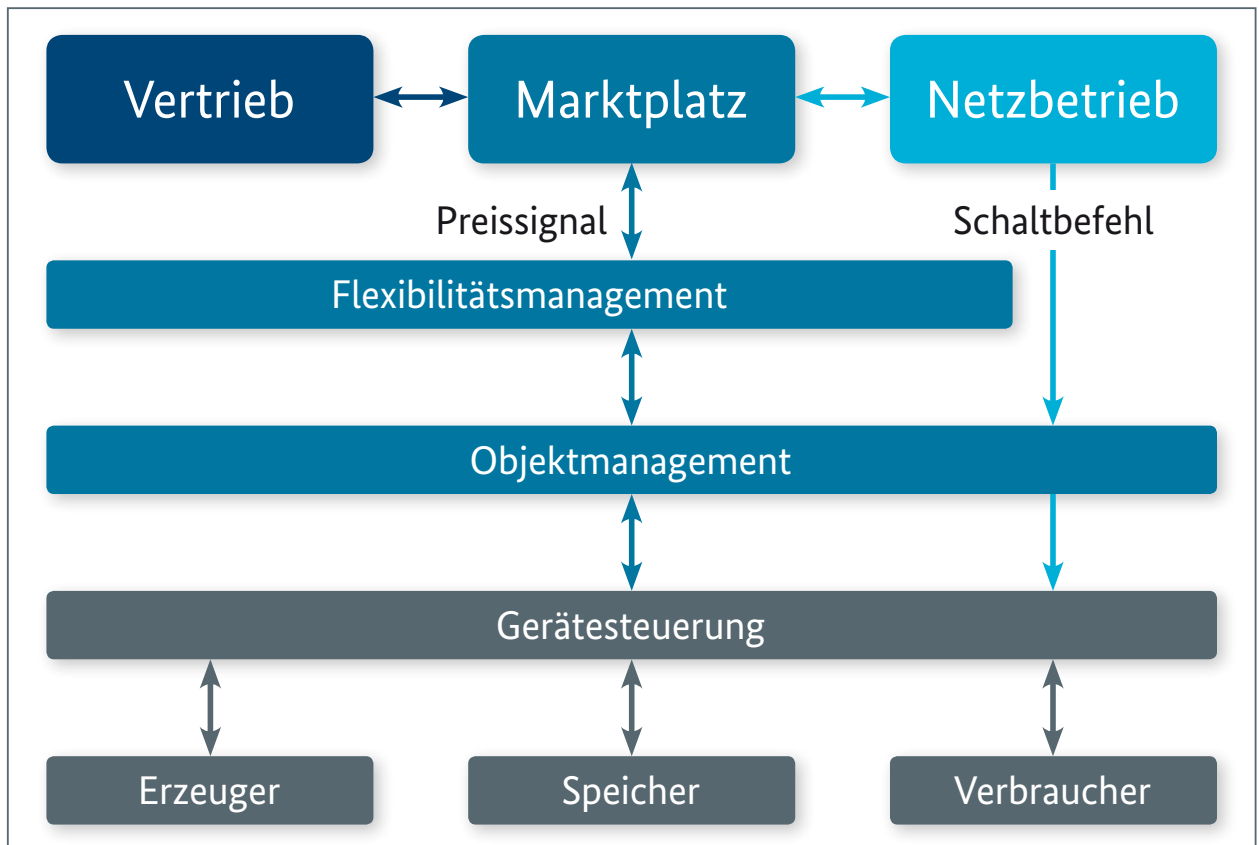 Vertrieb
Marktplatz
Netzbetrieb
Preissignal
Schaltbefehl
Flexibilitätsmanagement
Objektmanagement
Gerätesteuerung
Erzeuger
Speicher
Verbraucher